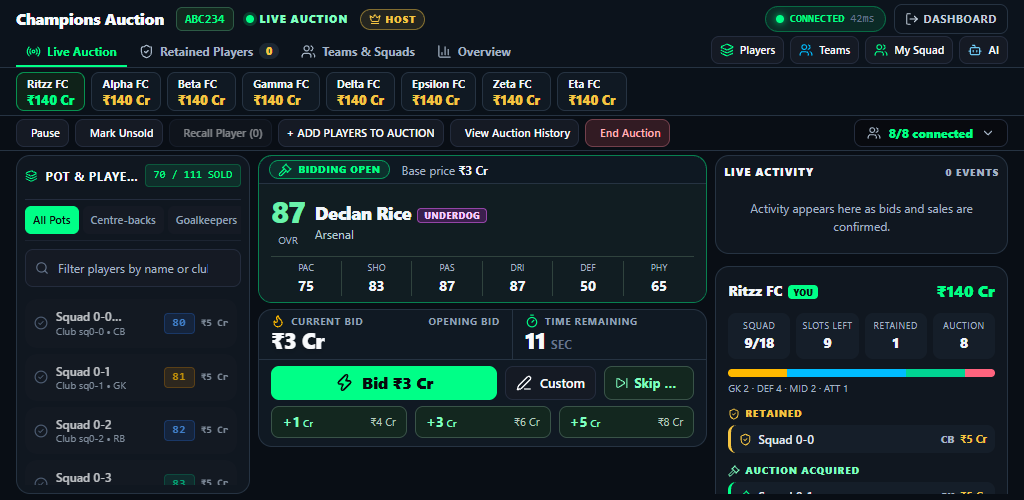 Champions Auction
ABC234
LIVE AUCTION
HOST
CONNECTED 42ms
DASHBOARD
Live Auction
Retained Players 0
Teams & Squads
Overview
Players
Teams
My Squad
AI
Ritzz FC
₹140 Cr
Alpha FC
₹140 Cr
Beta FC
₹140 Cr
Gamma FC
₹140 Cr
Delta FC
₹140 Cr
Epsilon FC
₹140 Cr
Zeta FC
₹140 Cr
Eta FC
₹140 Cr
Pause
Mark Unsold
Recall Player (0)
+ ADD PLAYERS TO AUCTION
View Auction History
End Auction
8/8 connected
POT & PLAYE...
70 / 111 SOLD
All Pots
Centre-backs
Goalkeepers
Filter players by name or clu
Squad 0-0...
Club sq0-0 • CB
80
₹5 Cr
Squad 0-1
Club sq0-1 • GK
81
₹5 Cr
Squad 0-2
Club sq0-2 • RB
82
₹5 Cr
Squad 0-3
83
₹5 Cr
BIDDING OPEN
Base price ₹3 Cr
87
OVR
Declan Rice
UNDERDOG
Arsenal
PAC
75
SHO
83
PAS
87
DRI
87
DEF
50
PHY
65
CURRENT BID
OPENING BID
₹3 Cr
TIME REMAINING
11 SEC
Bid ₹3 Cr
Custom
Skip ...
+1 Cr
₹4 Cr
+3 Cr
₹6 Cr
+5 Cr
₹8 Cr
LIVE ACTIVITY
0 EVENTS
Activity appears here as bids and sales are
confirmed.
Ritzz FC
YOU
₹140 Cr
SQUAD
9/18
SLOTS LEFT
9
RETAINED
1
AUCTION
8
GK 2 · DEF 4 · MID 2 · ATT 1
RETAINED
Squad 0-0
CB ₹5 Cr
AUCTION ACQUIRED